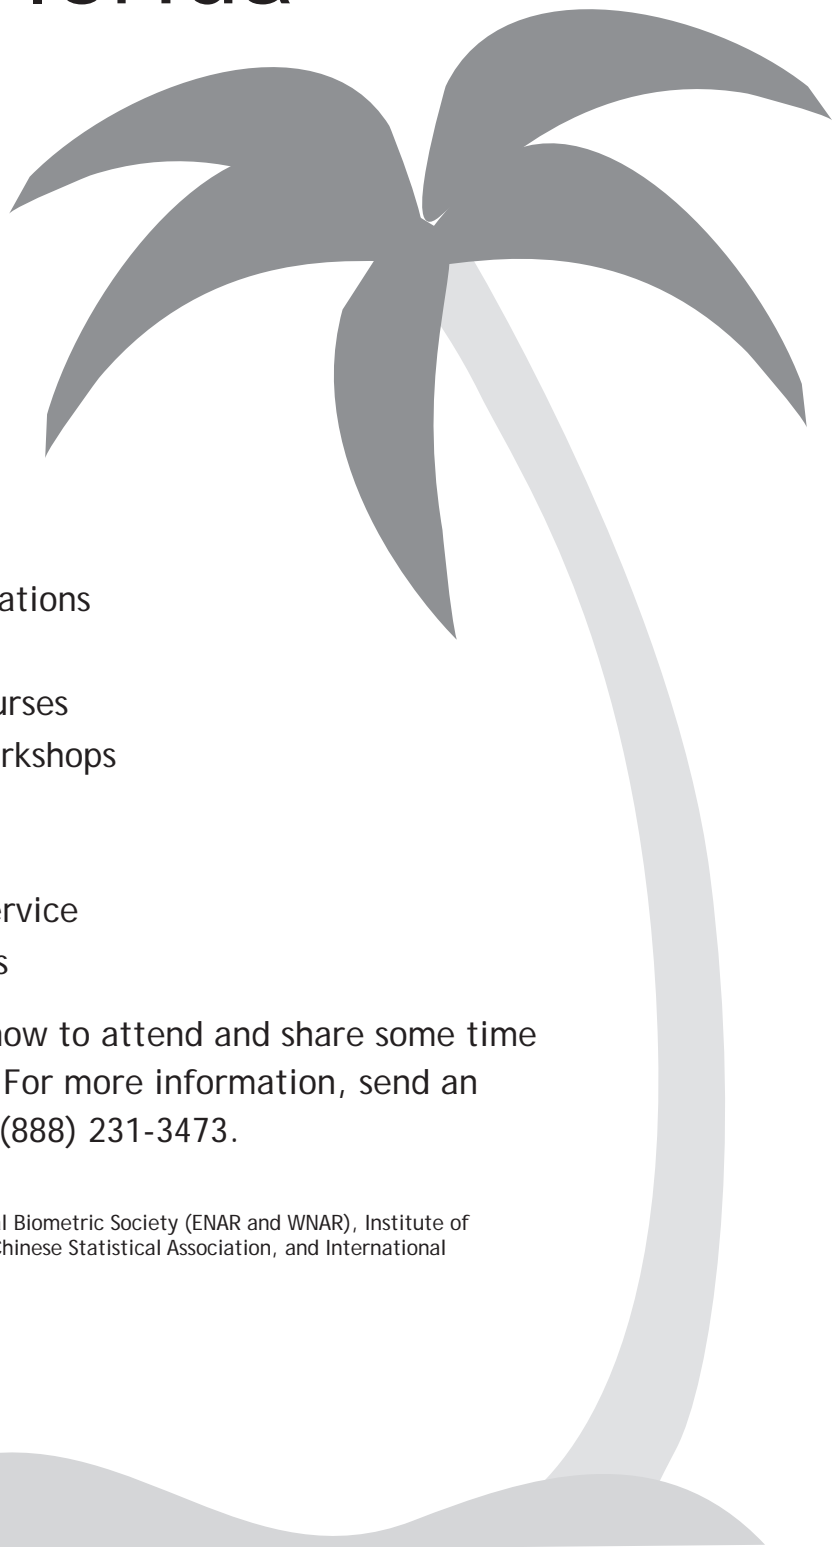 ations
urses
rkshops
ervice
s
now to attend and share some time
For more information, send an
(888) 231-3473.
l Biometric Society (ENAR and WNAR), Institute of
Chinese Statistical Association, and International